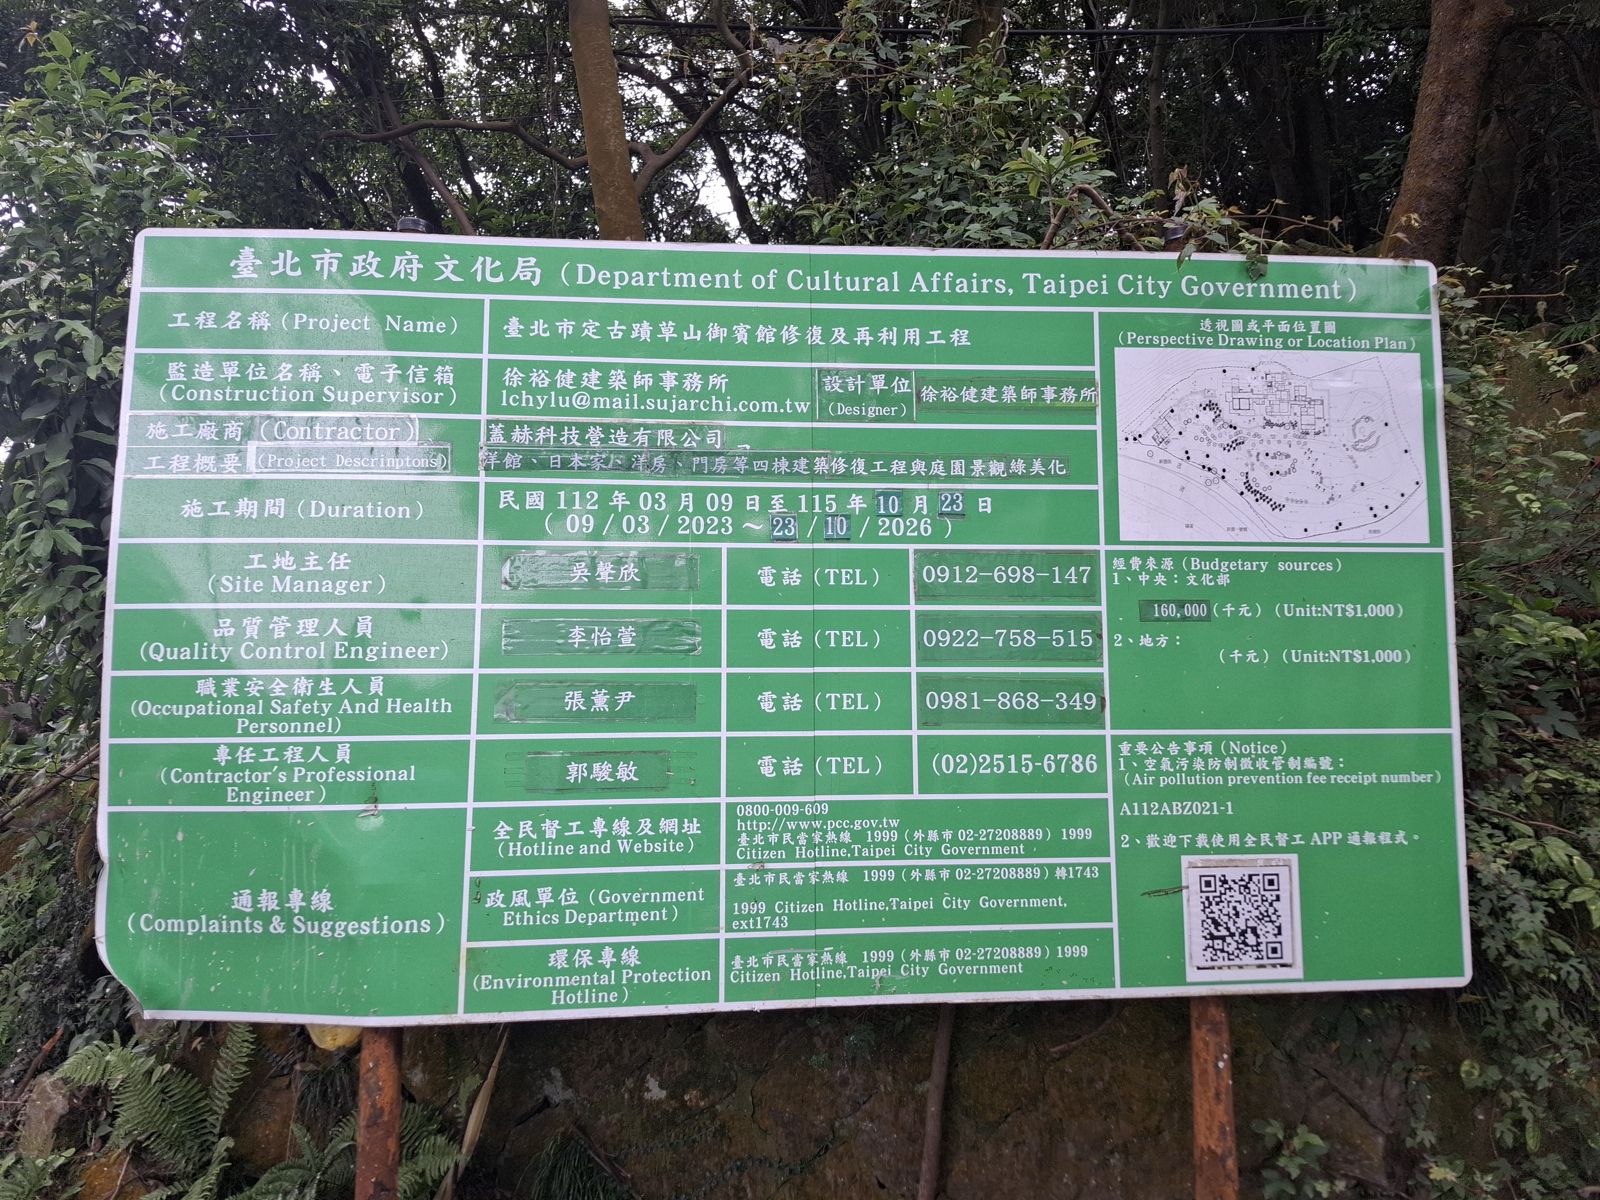 臺北市政府文化局 (Department of Cultural Affairs, Taipei City Government)
工程名稱 (Project Name)
臺北市定古蹟草山御賓館修復及再利用工程
監造單位名稱、電子信箱
(Construction Supervisor)
徐裕健建築師事務所
lchylu@mail.sujarchi.com.tw
設計單位
(Designer)
徐裕健建築師事務所
施工廠商 (Contractor)
蓋赫科技營造有限公司
工程概要 (Project Descrinptons)
洋館、日本家屋、洋房、門房等四棟建築修復工程與庭園景觀綠美化
施工期間 (Duration)
民國 112 年 03 月 09 日至 115 年 10 月 23 日
( 09 / 03 / 2023 ~ 23 / 10 / 2026 )
工地主任
(Site Manager)
吳聲欣
電話 (TEL)
0912-698-147
品質管理人員
(Quality Control Engineer)
李怡萱
電話 (TEL)
0922-758-515
職業安全衛生人員
(Occupational Safety And Health
Personnel)
張薰尹
電話 (TEL)
0981-868-349
專任工程人員
(Contractor's Professional
Engineer)
郭駿敏
電話 (TEL)
(02)2515-6786
通報專線
(Complaints & Suggestions)
全民督工專線及網址
(Hotline and Website)
0800-009-609
http://www.pcc.gov.tw
臺北市民當家熱線 1999 (外縣市 02-27208889) 1999
Citizen Hotline,Taipei City Government
政風單位 (Government
Ethics Department)
臺北市民當家熱線 1999 (外縣市 02-27208889) 轉1743
1999 Citizen Hotline,Taipei City Government,
ext1743
環保專線
(Environmental Protection
Hotline)
臺北市民當家熱線 1999 (外縣市 02-27208889) 1999
Citizen Hotline,Taipei City Government
透視圖或平面位置圖
(Perspective Drawing or Location Plan)
經費來源 (Budgetary sources)
1、中央:文化部
160,000 (千元) (Unit:NT$1,000)
2、地方:
(千元) (Unit:NT$1,000)
重要公告事項 (Notice)
1、空氣污染防制徵收管制編號:
(Air pollution prevention fee receipt number)
A112ABZ021-1
2、歡迎下載使用全民督工 APP 通報程式。